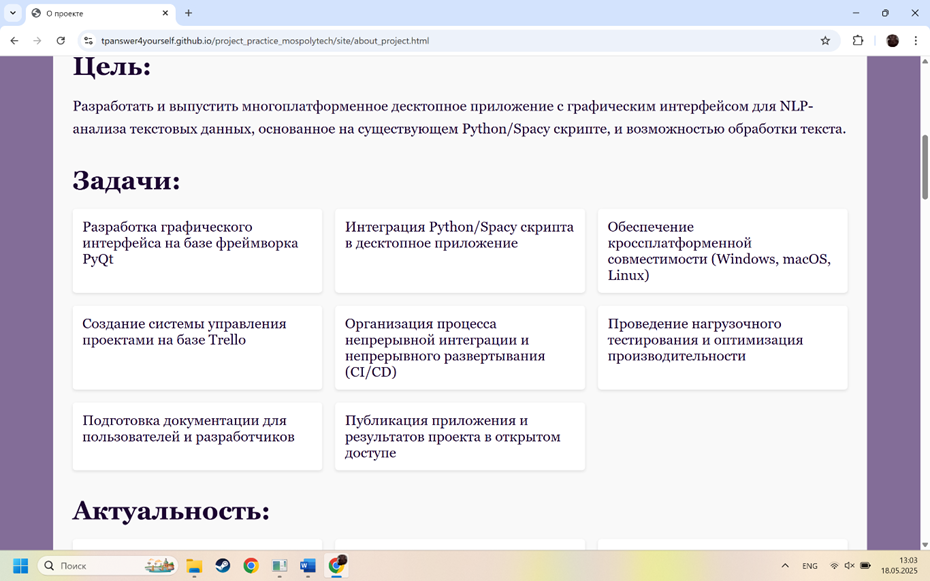 О проекте
tpanswer4yourself.github.io/project_practice_mospolytech/site/about_project.html
Цель:
Разработать и выпустить многоплатформенное десктопное приложение с графическим интерфейсом для NLP-
анализа текстовых данных, основанное на существующем Python/Spacy скрипте, и возможностью обработки текста.
Задачи:
Разработка графического
интерфейса на базе фреймворка
PyQt
Интеграция Python/Spacy скрипта
в десктопное приложение
Обеспечение
кроссплатформенной
совместимости (Windows, macOS,
Linux)
Создание системы управления
проектами на базе Trello
Организация процесса
непрерывной интеграции и
непрерывного развертывания
(CI/CD)
Проведение нагрузочного
тестирования и оптимизация
производительности
Подготовка документации для
пользователей и разработчиков
Публикация приложения и
результатов проекта в открытом
доступе
Актуальность:
Поиск
ENG
13:03
18.05.2025